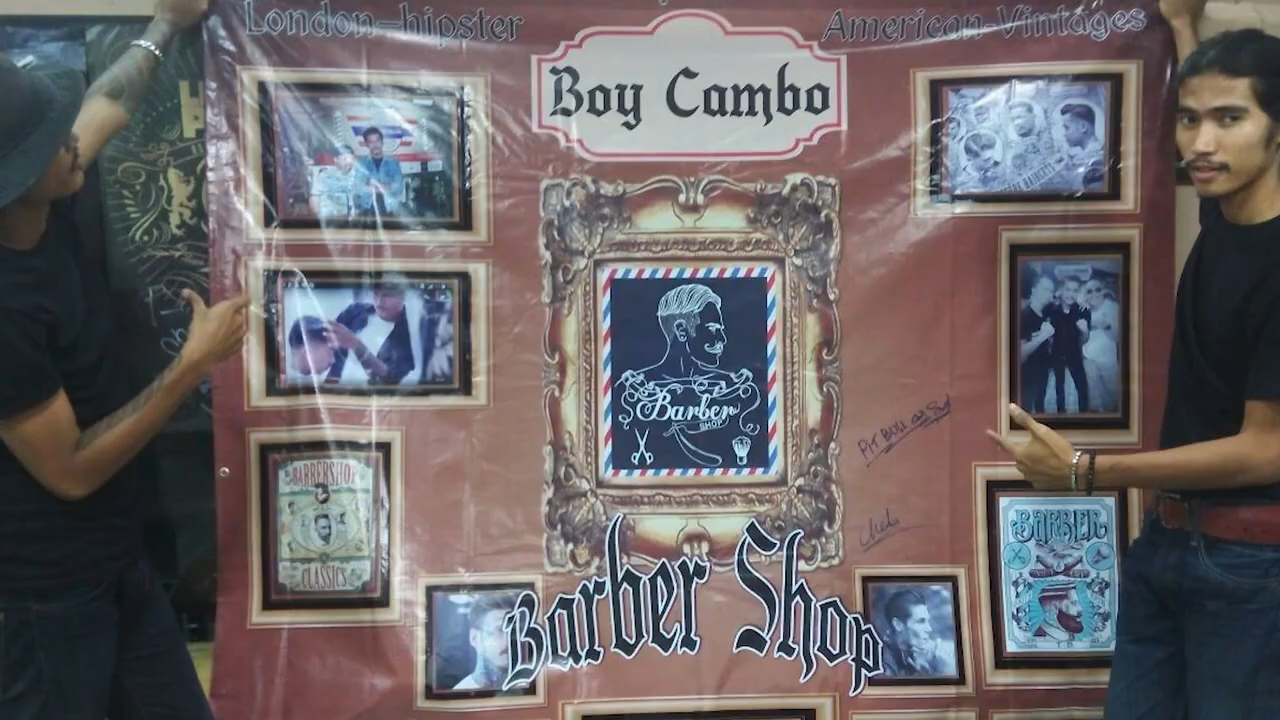 London-hipster
American-Vintages
Boy Cambo
Barber
SHOP
BARBERSHOP
CLASSICS
BARBER
Barber Shop